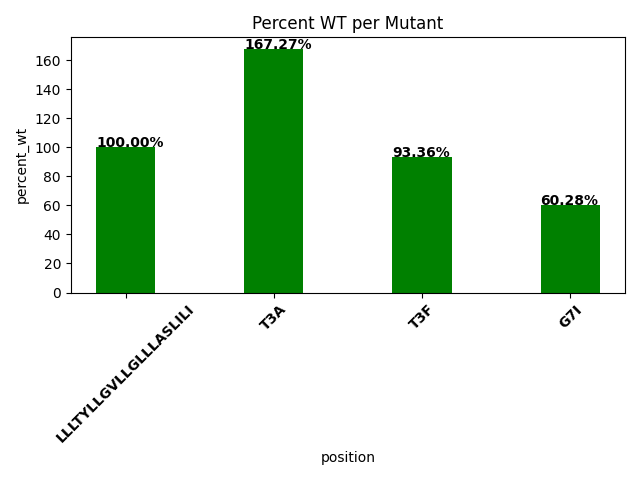 Percent WT per Mutant
percent_wt
160
140
120
100
80
60
40
20
0
100.00%
167.27%
93.36%
60.28%
LLLTYLLGVLLGLLLASLILI
T3A
T3F
G7I
position